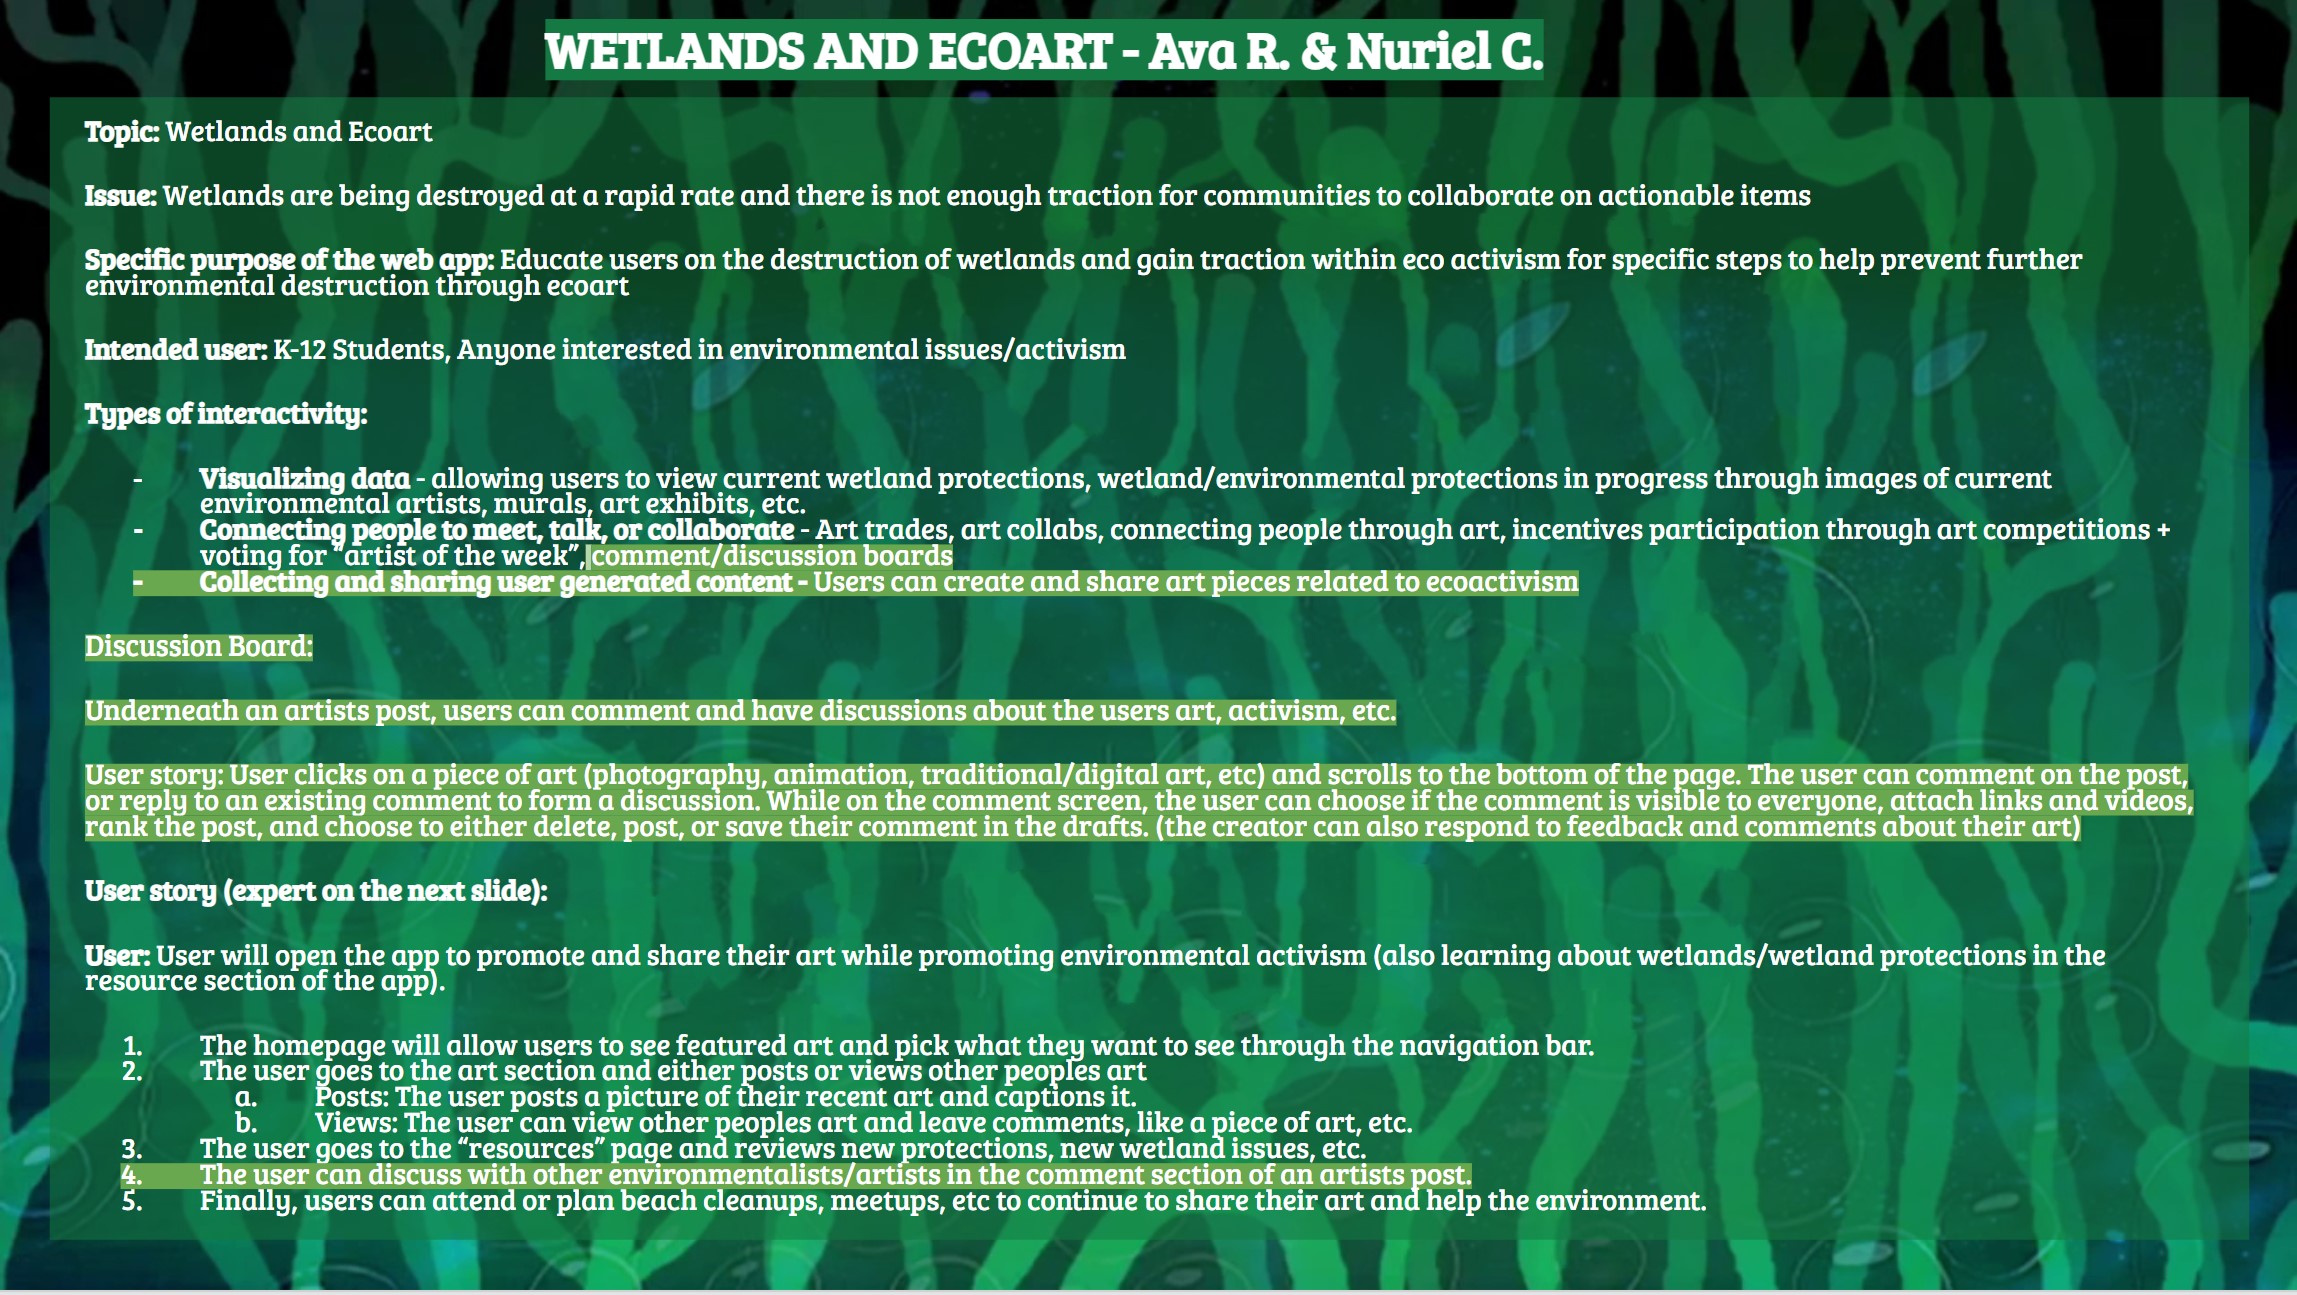 WETLANDS AND ECOART - Ava R. & Nuriel C.
Topic: Wetlands and Ecoart
Issue: Wetlands are being destroyed at a rapid rate and there is not enough traction for communities to collaborate on actionable items
Specific purpose of the web app: Educate users on the destruction of wetlands and gain traction within eco activism for specific steps to help prevent further
environmental destruction through ecoart
Intended user: K-12 Students, Anyone interested in environmental issues/activism
Types of interactivity:
- Visualizing data - allowing users to view current wetland protections, wetland/environmental protections in progress through images of current
environmental artists, murals, art exhibits, etc.
- Connecting people to meet, talk, or collaborate - Art trades, art collabs, connecting people through art, incentives participation through art competitions +
voting for “artist of the week”, comment/discussion boards
- Collecting and sharing user generated content - Users can create and share art pieces related to ecoactivism
Discussion Board:
Underneath an artists post, users can comment and have discussions about the users art, activism, etc.
User story: User clicks on a piece of art (photography, animation, traditional/digital art, etc) and scrolls to the bottom of the page. The user can comment on the post,
or reply to an existing comment to form a discussion. While on the comment screen, the user can choose if the comment is visible to everyone, attach links and videos,
rank the post, and choose to either delete, post, or save their comment in the drafts. (the creator can also respond to feedback and comments about their art)
User story (expert on the next slide):
User: User will open the app to promote and share their art while promoting environmental activism (also learning about wetlands/wetland protections in the
resource section of the app).
1. The homepage will allow users to see featured art and pick what they want to see through the navigation bar.
2. The user goes to the art section and either posts or views other peoples art
a. Posts: The user posts a picture of their recent art and captions it.
b. Views: The user can view other peoples art and leave comments, like a piece of art, etc.
3. The user goes to the “resources” page and reviews new protections, new wetland issues, etc.
4. The user can discuss with other environmentalists/artists in the comment section of an artists post.
5. Finally, users can attend or plan beach cleanups, meetups, etc to continue to share their art and help the environment.